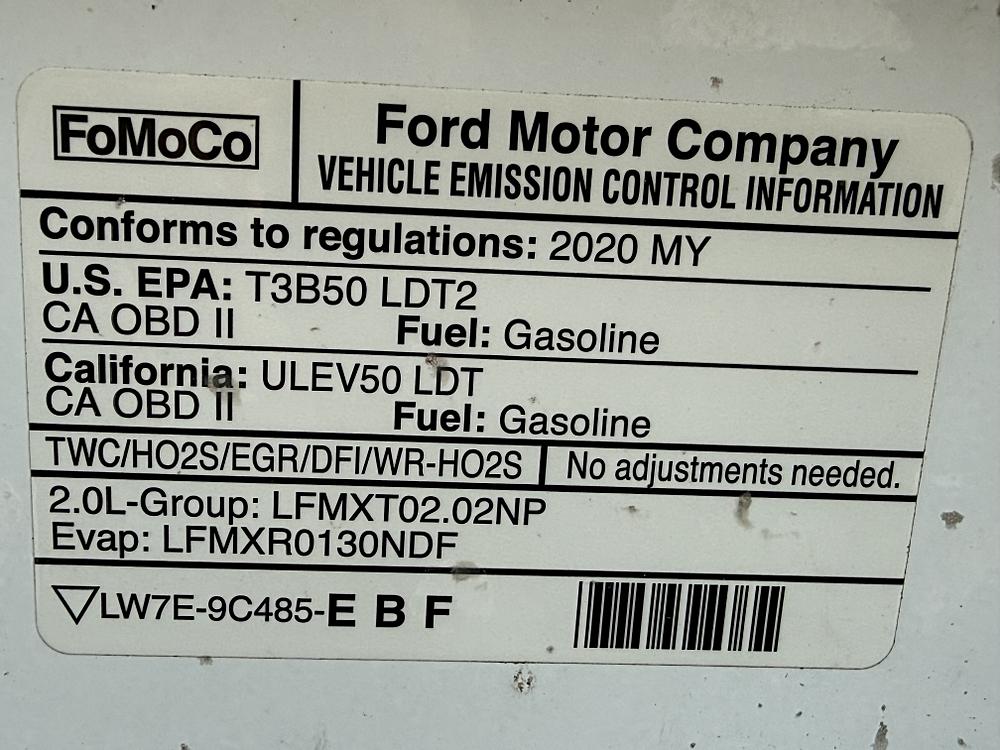 FoMoCo
Ford Motor Company
VEHICLE EMISSION CONTROL INFORMATION
Conforms to regulations: 2020 MY
U.S. EPA: T3B50 LDT2
CA OBD II Fuel: Gasoline
California: ULEV50 LDT
CA OBD II Fuel: Gasoline
TWC/HO2S/EGR/DFI/WR-HO2S No adjustments needed.
2.0L-Group: LFMXT02.02NP
Evap: LFMXR0130NDF
▽LW7E-9C485-E B F